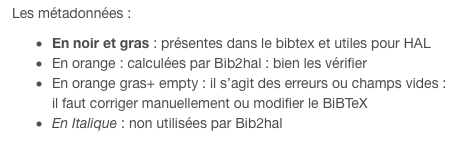 Les métadonnées :
• En noir et gras : présentes dans le bibtex et utiles pour HAL
• En orange : calculées par Bib2hal : bien les vérifier
• En orange gras+ empty : il s’agit des erreurs ou champs vides :
il faut corriger manuellement ou modifier le BiBTeX
• En Italique : non utilisées par Bib2hal